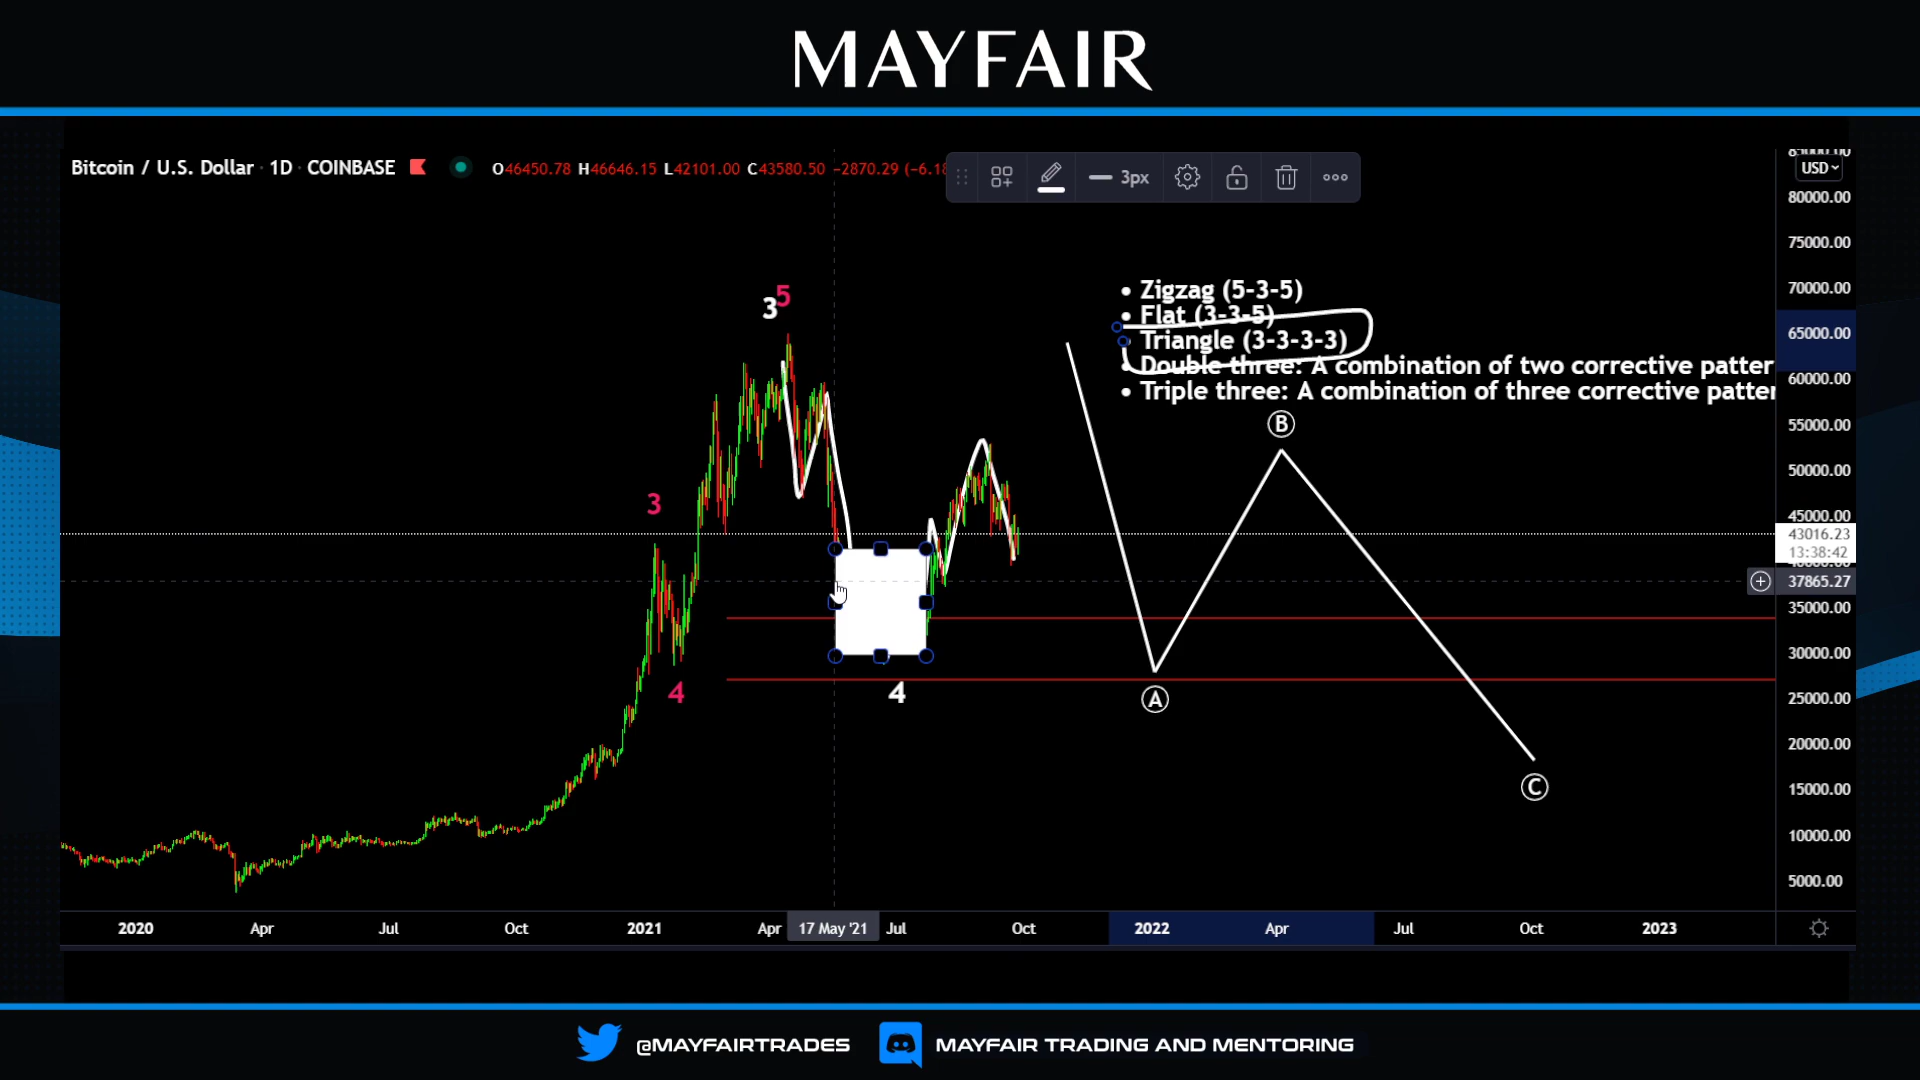 MAYFAIR
Bitcoin / U.S. Dollar · 1D · COINBASE
O46450.78 H46646.15 L42101.00 C43580.50 −2870.29 (−6.18
3px
USD
80000.00
75000.00
70000.00
65000.00
60000.00
55000.00
50000.00
45000.00
43016.23
13:38:42
37865.27
35000.00
30000.00
25000.00
20000.00
15000.00
10000.00
5000.00
• Zigzag (5-3-5)
• Flat (3-3-5)
• Triangle (3-3-3-3)
• Double three: A combination of two corrective patter
• Triple three: A combination of three corrective patter
3
5
3
4
4
A
B
C
2020 Apr Jul Oct 2021 Apr 17 May '21 Jul Oct 2022 Apr Jul Oct 2023
@MAYFAIRTRADES MAYFAIR TRADING AND MENTORING